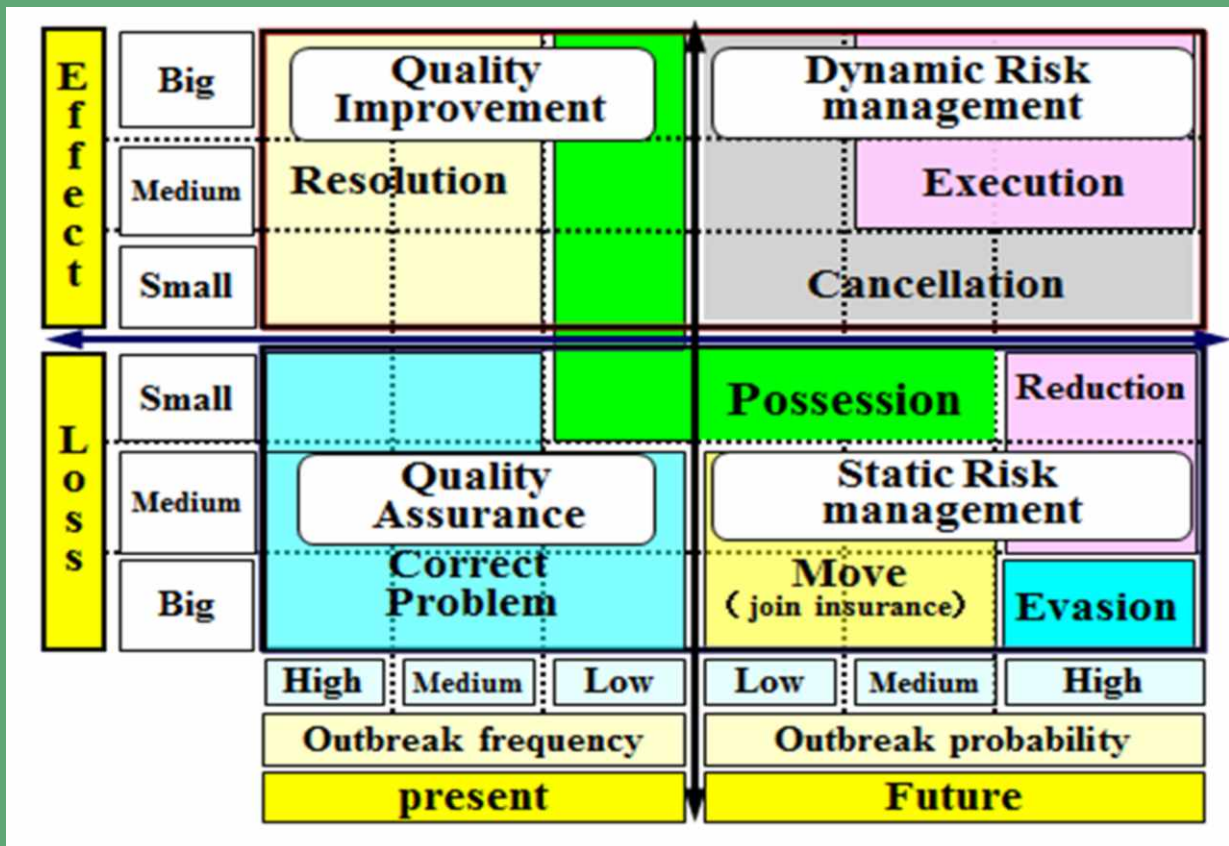 Effect
Big
Quality
Improvement
Dynamic Risk
management
Medium
Resolution
Execution
Small
Cancellation
Loss
Small
Possession
Reduction
Medium
Quality
Assurance
Static Risk
management
Big
Correct
Problem
Move
( join insurance)
Evasion
High Medium Low Low Medium High
Outbreak frequency Outbreak probability
present Future